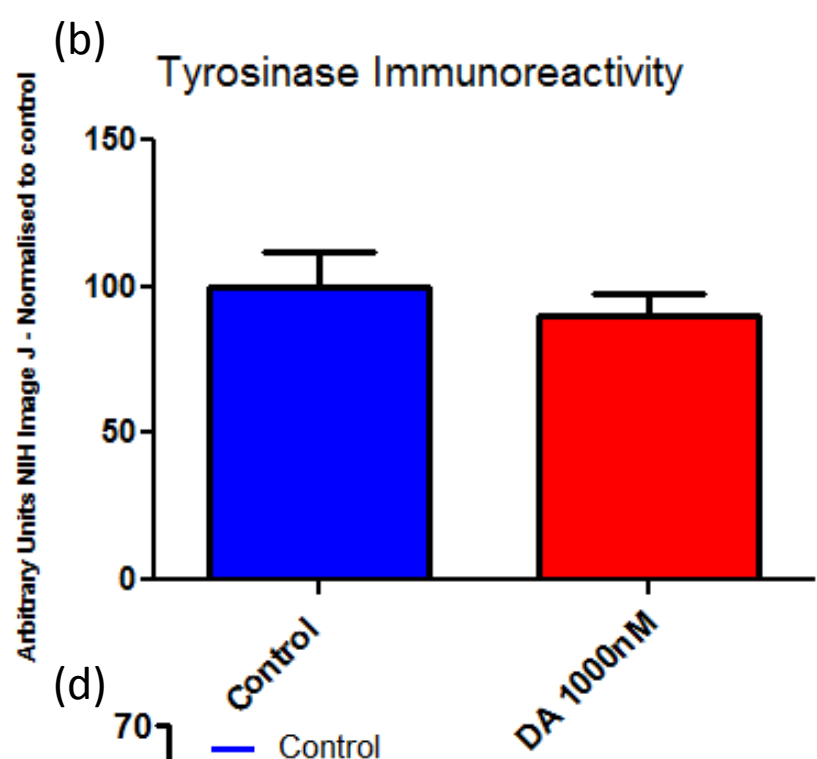 (b)
Tyrosinase Immunoreactivity
Arbitrary Units NIH Image J - Normalised to control
150
100
50
0
Control
DA 1000nM
(d)
70
Control